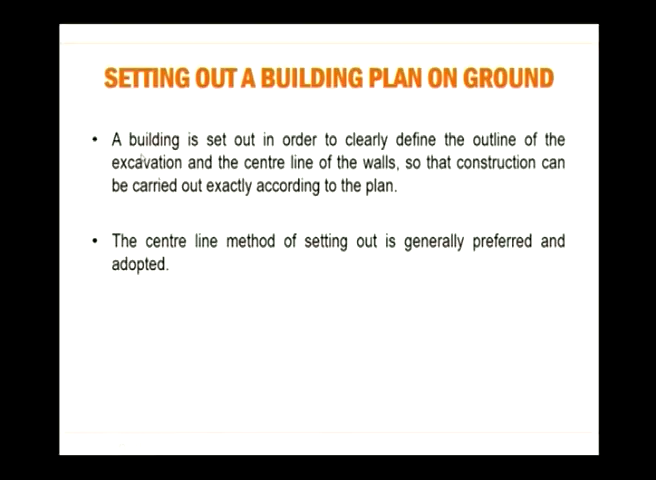 SETTING OUT A BUILDING PLAN ON GROUND
• A building is set out in order to clearly define the outline of the
excavation and the centre line of the walls, so that construction can
be carried out exactly according to the plan.
• The centre line method of setting out is generally preferred and
adopted.